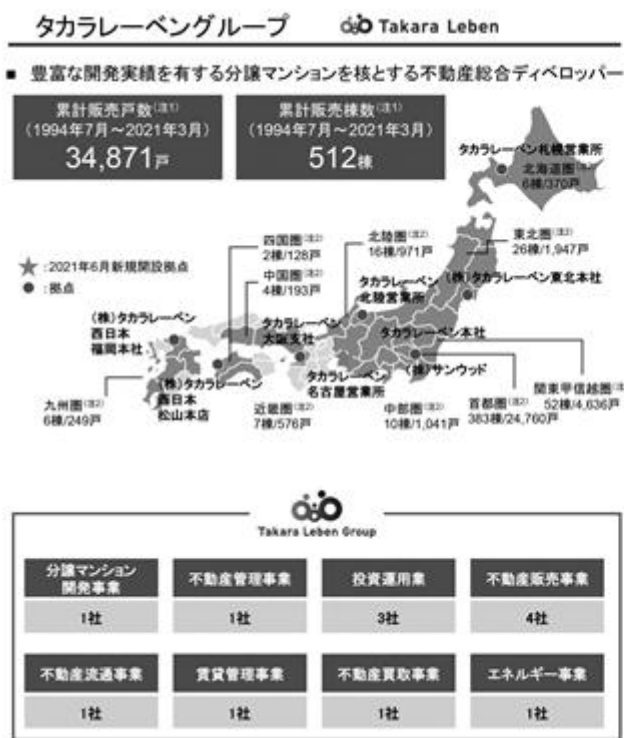 タカラレーベングループ
Takara Leben
■ 豊富な開発実績を有する分譲マンションを核とする不動産総合ディベロッパー
累計販売戸数(注1)
(1994年7月～2021年3月)
34,871戸
累計販売棟数(注1)
(1994年7月～2021年3月)
512棟
タカラレーベン札幌営業所
北海道圏(注2)
6棟/370戸
四国圏(注2)
2棟/128戸
北陸圏(注2)
16棟/971戸
東北圏(注2)
26棟/1,947戸
★:2021年6月新規開設拠点
●:拠点
中国圏(注2)
4棟/193戸
タカラレーベン
北陸営業所
(株)タカラレーベン東北本社
(株)タカラレーベン
西日本
福岡本社
タカラレーベン
大阪支社
タカラレーベン本社
(株)サンウッド
(株)タカラレーベン
西日本
松山本店
タカラレーベン
名古屋営業所
九州圏(注2)
6棟/249戸
近畿圏(注2)
7棟/576戸
中部圏(注2)
10棟/1,041戸
首都圏(注2)
383棟/24,760戸
関東甲信越圏(注
52棟/4,636戸
Takara Leben Group
分譲マンション
開発事業
1社
不動産管理事業
1社
投資運用業
3社
不動産販売事業
4社
不動産流通事業
1社
賃貸管理事業
1社
不動産買取事業
1社
エネルギー事業
1社